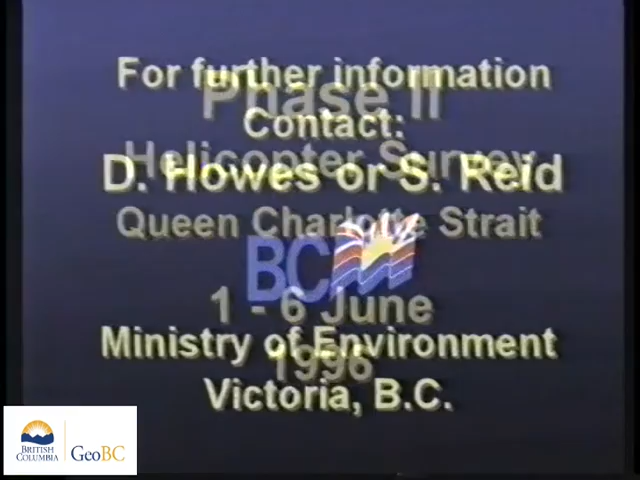 For further information
Phase II
Contact:
Helicopter Survey
D. Howes or S. Reid
Queen Charlotte Strait
BC
1 - 6 June
Ministry of Environment
1996
Victoria, B.C.
BRITISH
COLUMBIA
GeoBC